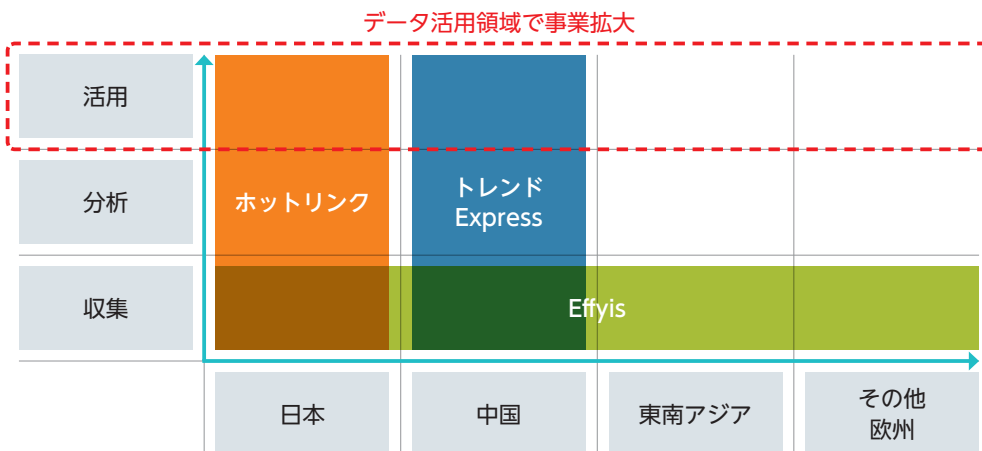 データ活用領域で事業拡大
活用
分析
ホットリンク
トレンド
Express
収集
Effyis
日本
中国
東南アジア
その他
欧州